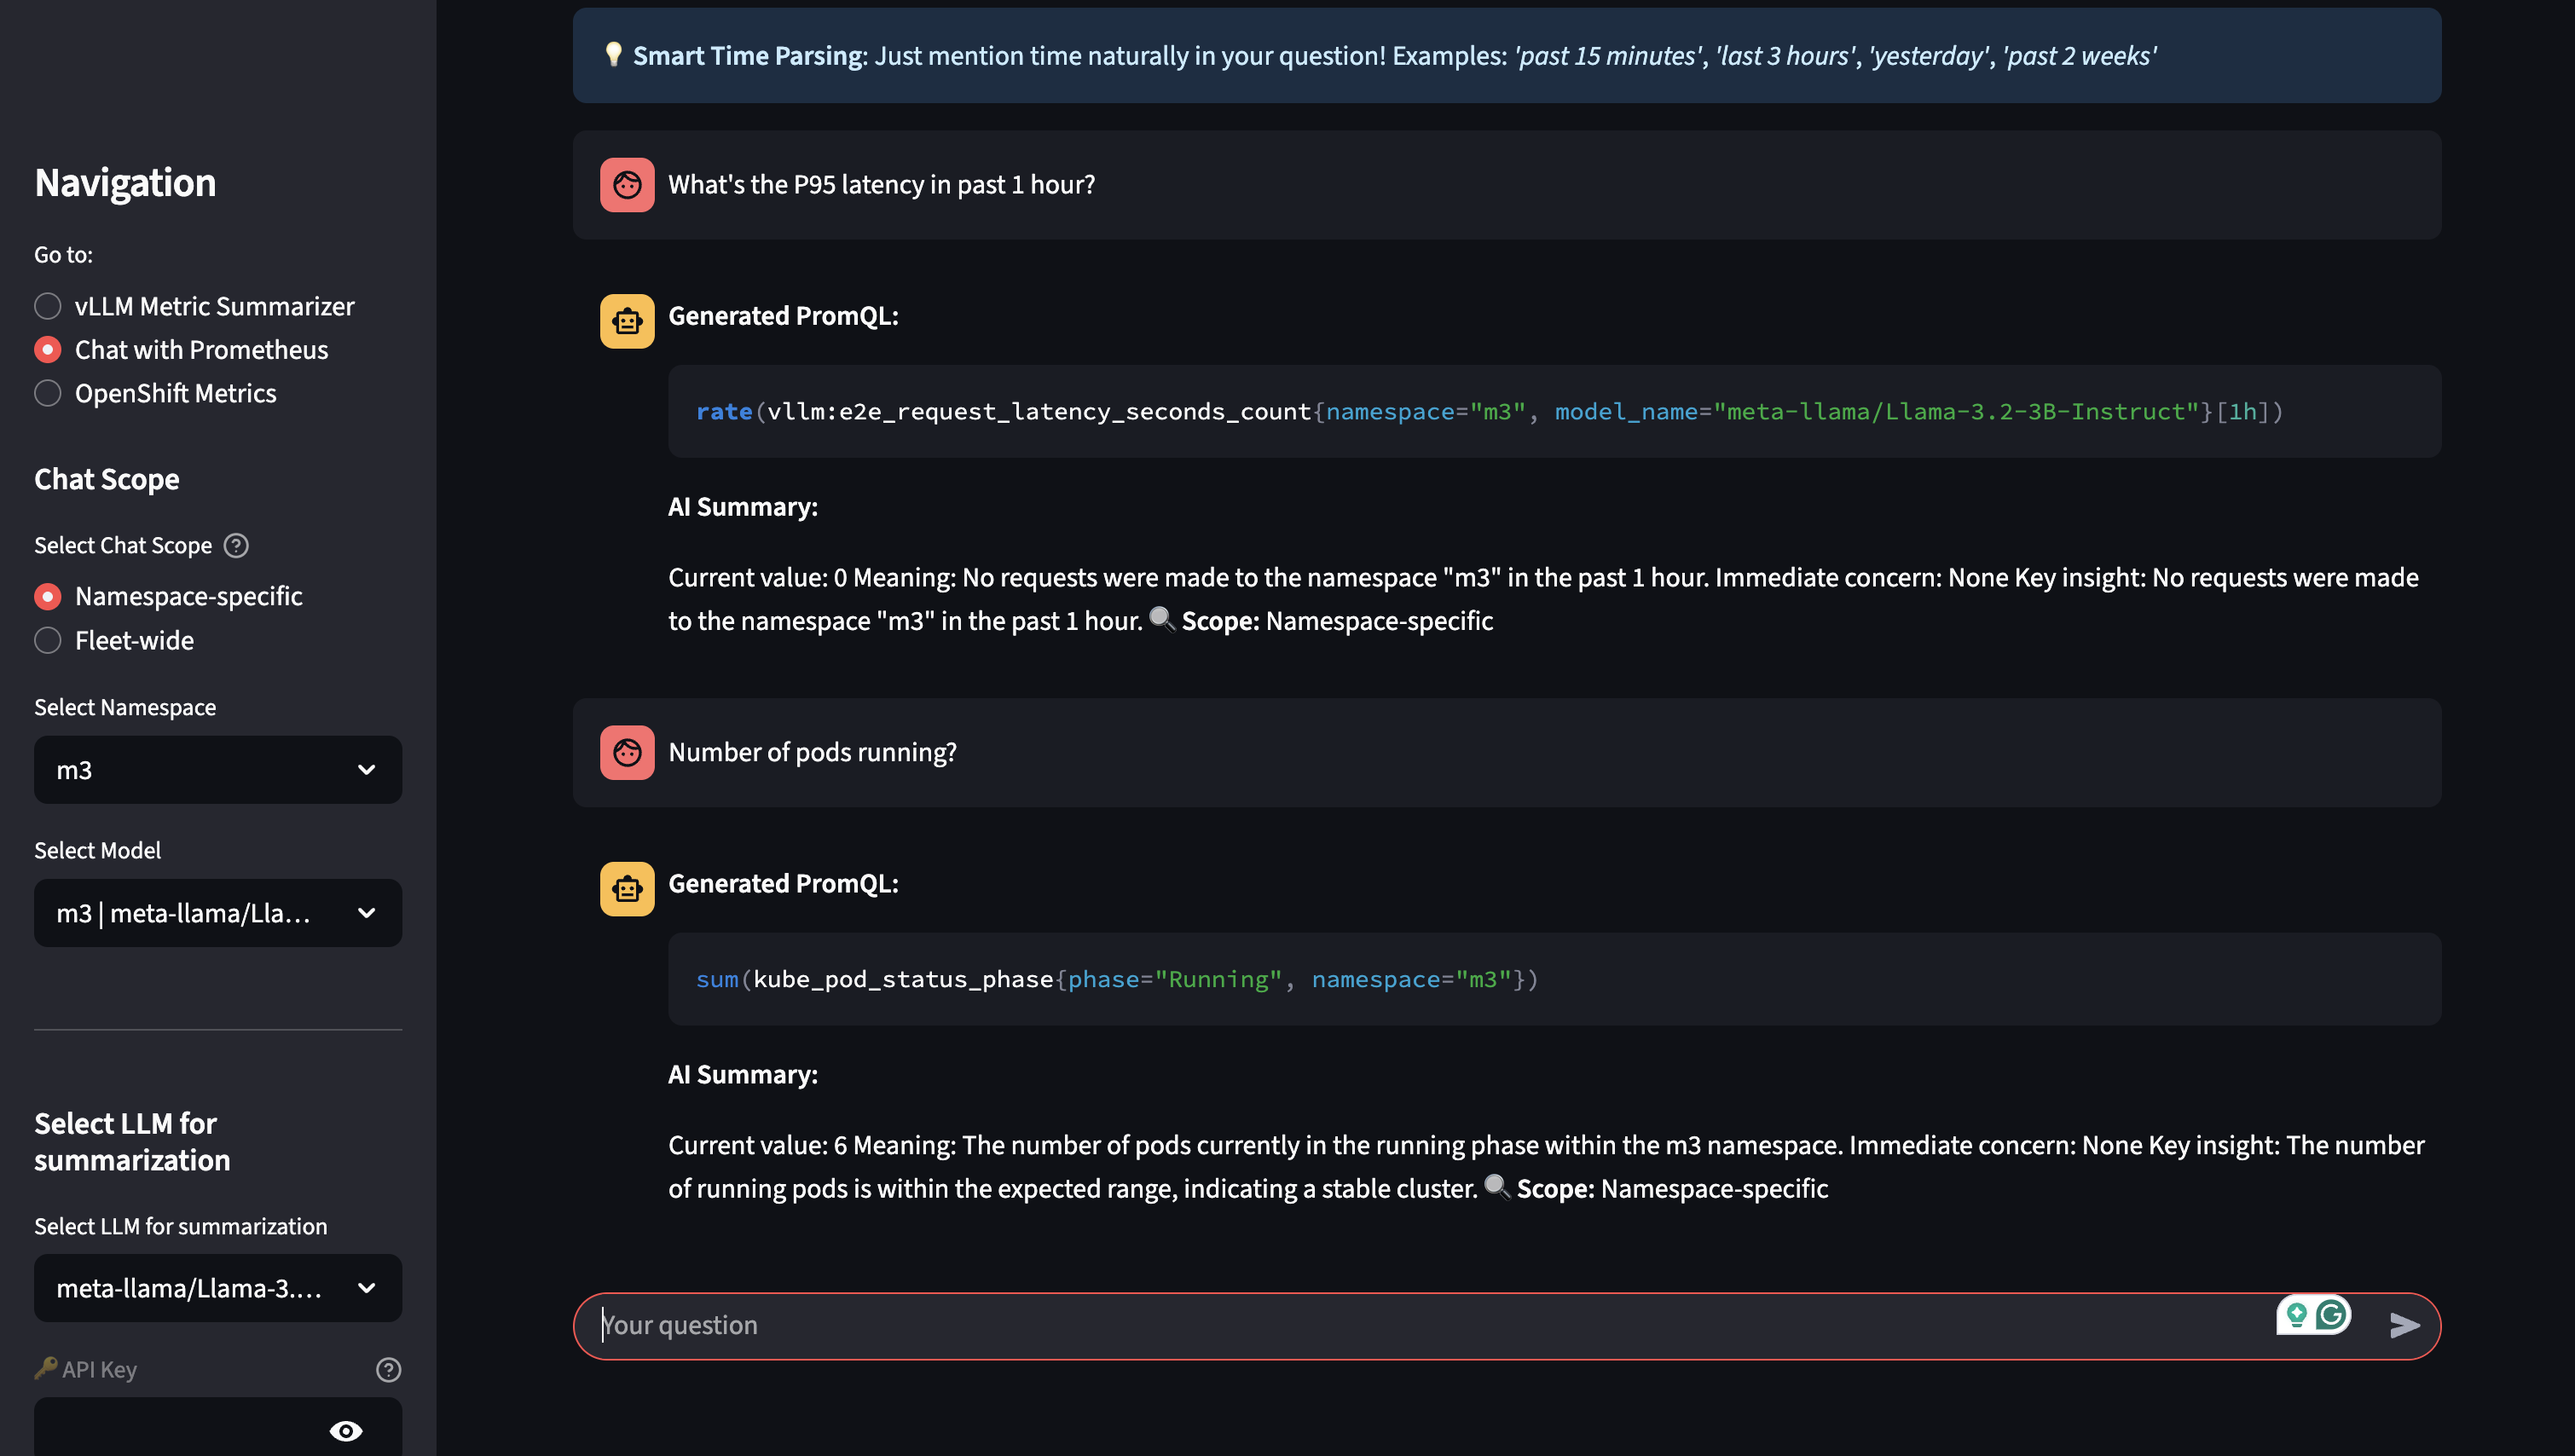 Navigation
Go to:
vLLM Metric Summarizer
Chat with Prometheus
OpenShift Metrics
Chat Scope
Select Chat Scope
Namespace-specific
Fleet-wide
Select Namespace
m3
Select Model
m3 | meta-llama/Lla...
Select LLM for
summarization
Select LLM for summarization
meta-llama/Llama-3....
🔑 API Key
💡 Smart Time Parsing: Just mention time naturally in your question! Examples: 'past 15 minutes', 'last 3 hours', 'yesterday', 'past 2 weeks'
What's the P95 latency in past 1 hour?
Generated PromQL:
rate(vllm:e2e_request_latency_seconds_count{namespace="m3", model_name="meta-llama/Llama-3.2-3B-Instruct"}[1h])
AI Summary:
Current value: 0 Meaning: No requests were made to the namespace "m3" in the past 1 hour. Immediate concern: None Key insight: No requests were made
to the namespace "m3" in the past 1 hour. 🔍 Scope: Namespace-specific
Number of pods running?
Generated PromQL:
sum(kube_pod_status_phase{phase="Running", namespace="m3"})
AI Summary:
Current value: 6 Meaning: The number of pods currently in the running phase within the m3 namespace. Immediate concern: None Key insight: The number
of running pods is within the expected range, indicating a stable cluster. 🔍 Scope: Namespace-specific
Your question